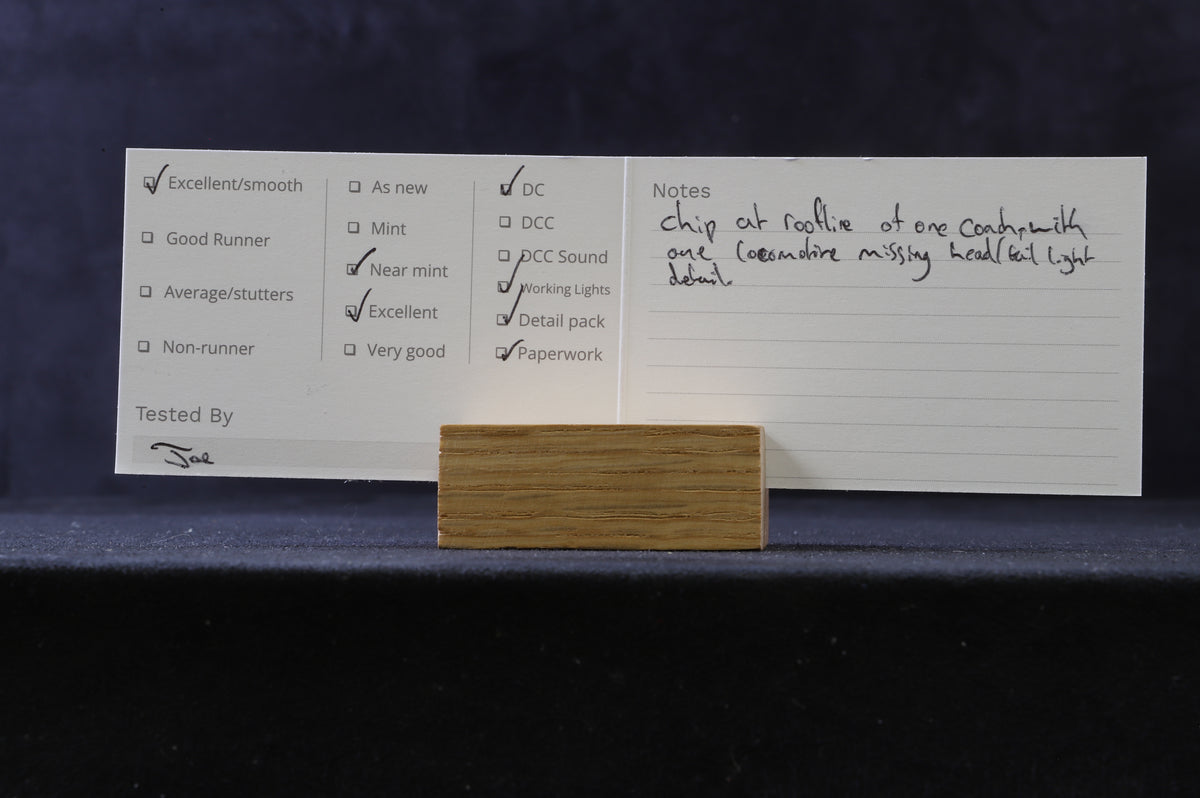 Excellent/smooth
Good Runner
Average/stutters
Non-runner
Tested By
Joe
As new
Mint
Near mint
Excellent
Very good
DC
DCC
DCC Sound
Working Lights
Detail pack
Paperwork
Notes
chip at roofline of one coach, with
one locomotive missing head/tail light
detail.